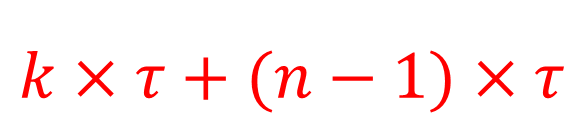 k × τ + (n − 1) × τ